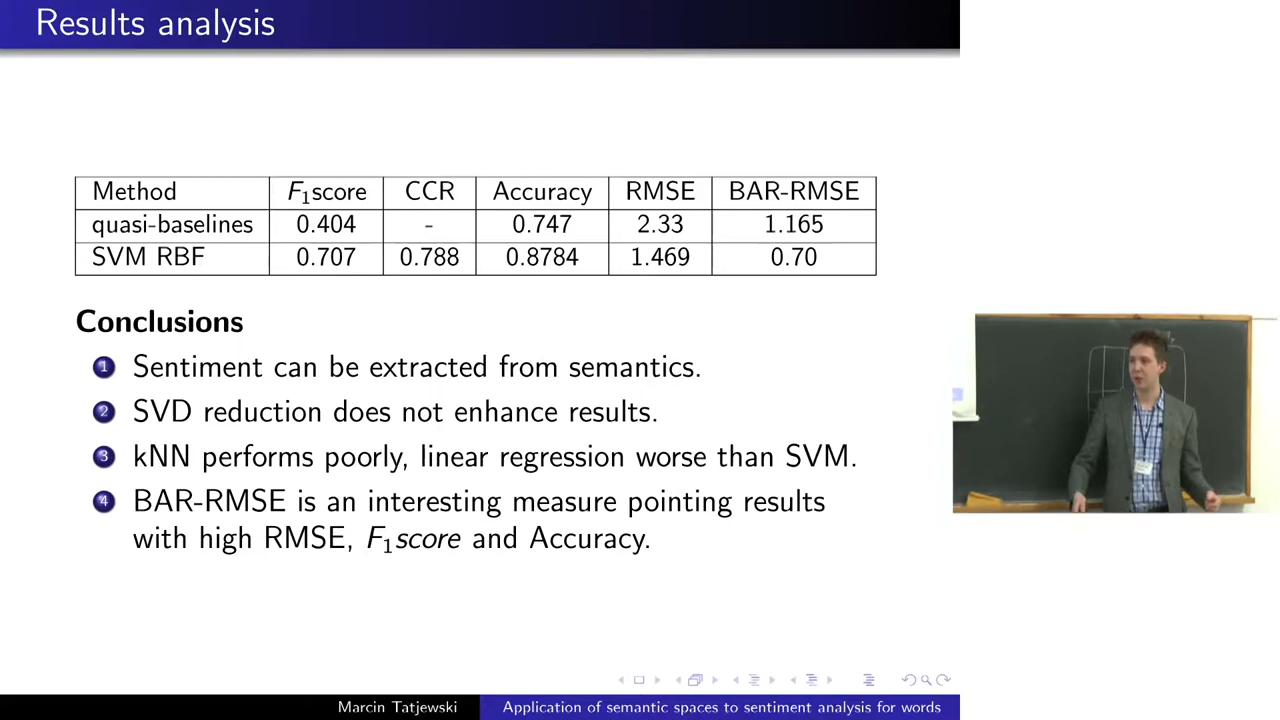 Results analysis
Method F1score CCR Accuracy RMSE BAR-RMSE
quasi-baselines 0.404 - 0.747 2.33 1.165
SVM RBF 0.707 0.788 0.8784 1.469 0.70
Conclusions
1 Sentiment can be extracted from semantics.
2 SVD reduction does not enhance results.
3 kNN performs poorly, linear regression worse than SVM.
4 BAR-RMSE is an interesting measure pointing results
with high RMSE, F1score and Accuracy.
Marcin Tatjewski Application of semantic spaces to sentiment analysis for words